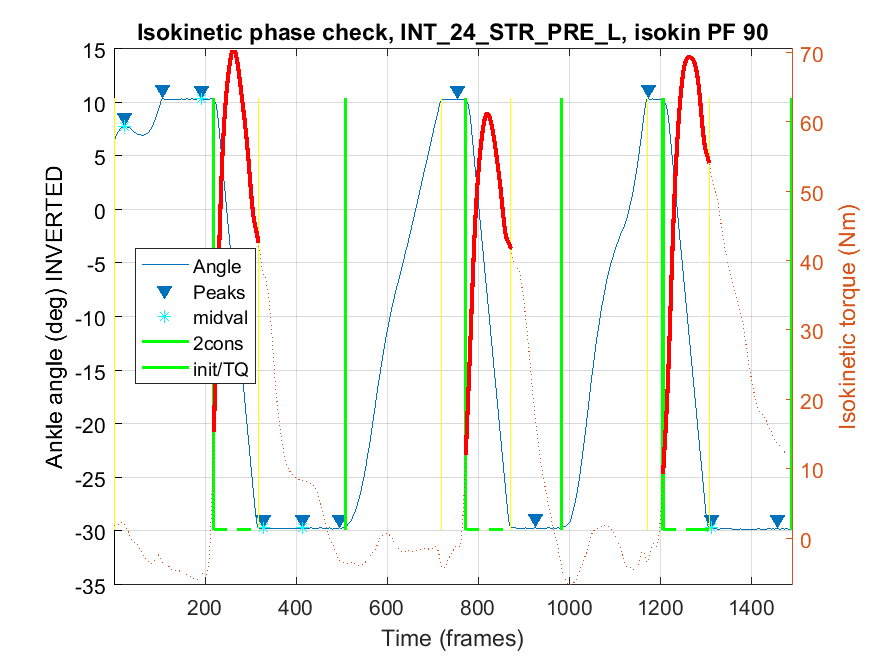 Isokinetic phase check, INT_24_STR_PRE_L, isokin PF 90
15
10
5
0
-5
-10
-15
-20
-25
-30
-35
Ankle angle (deg) INVERTED
Angle
Peaks
midval
2cons
init/TQ
70
60
50
40
30
20
10
0
Isokinetic torque (Nm)
200 400 600 800 1000 1200 1400
Time (frames)